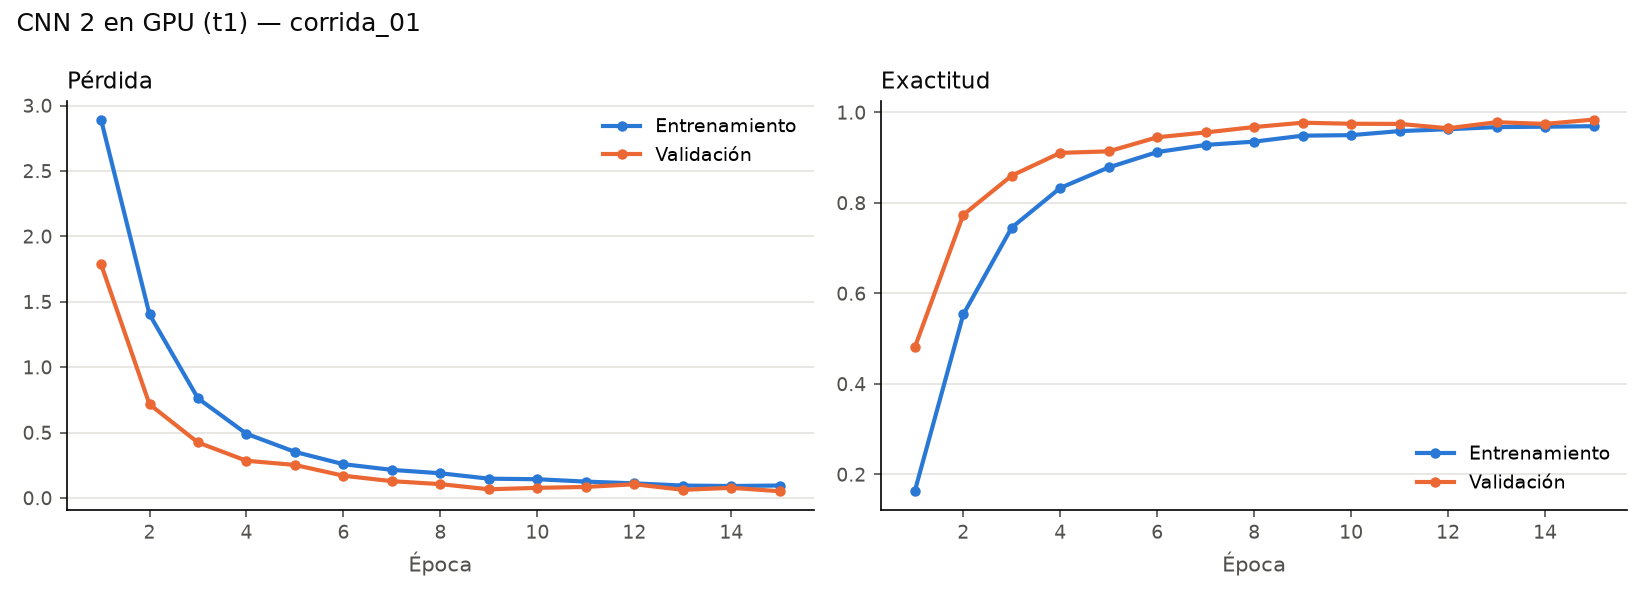 CNN 2 en GPU (t1) — corrida_01
Pérdida
3.0
2.5
2.0
1.5
1.0
0.5
0.0
2 4 6 8 10 12 14
Época
Entrenamiento
Validación
Exactitud
1.0
0.8
0.6
0.4
0.2
2 4 6 8 10 12 14
Época
Entrenamiento
Validación